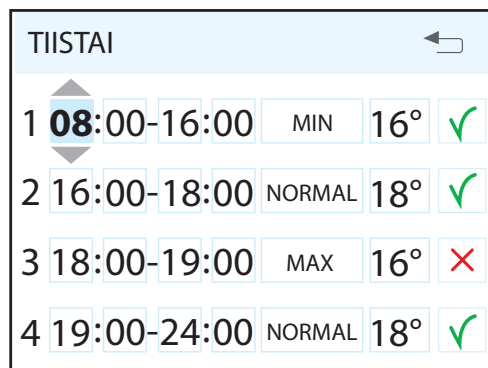 TIISTAI
1 08:00-16:00 MIN 16°
2 16:00-18:00 NORMAL 18°
3 18:00-19:00 MAX 16°
4 19:00-24:00 NORMAL 18°